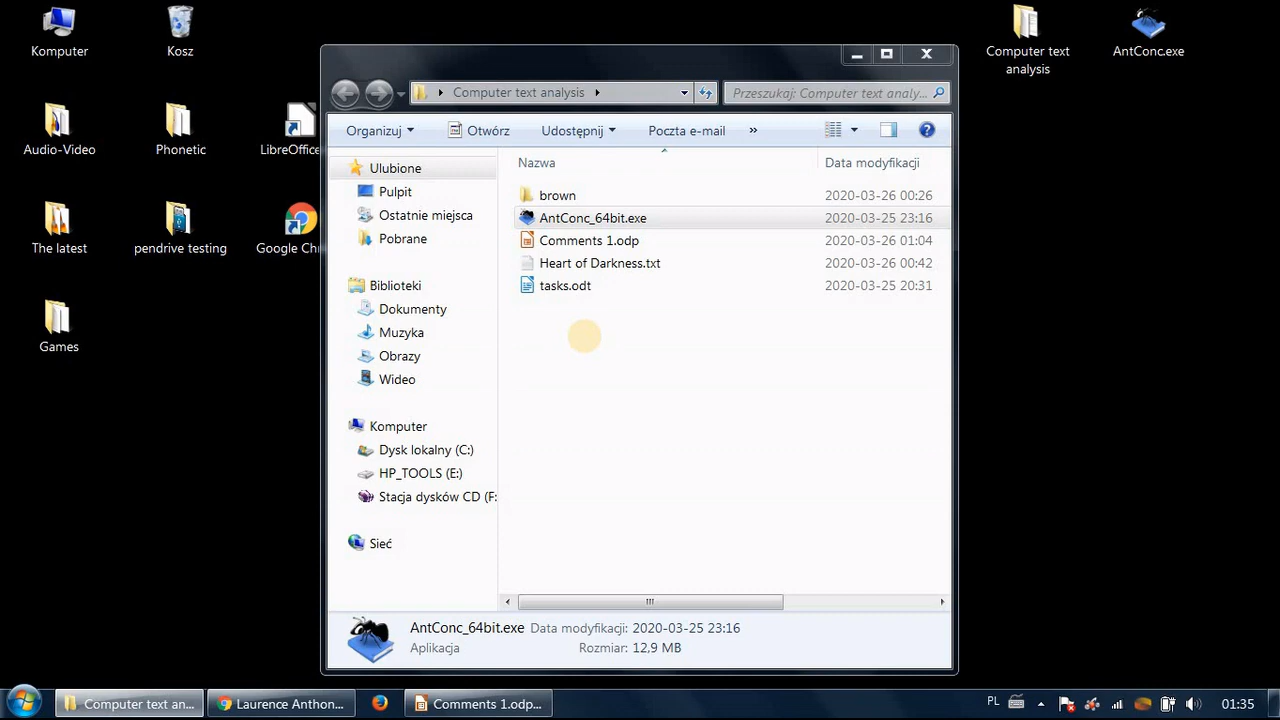 Komputer
Kosz
Computer text
analysis
AntConc.exe
Audio-Video
Phonetic
LibreOffice
The latest
pendrive testing
Google Chr
Games
Computer text analysis
Przeszukaj: Computer text analy...
Organizuj
Otwórz
Udostępnij
Poczta e-mail
»
Nazwa
Data modyfikacji
Ulubione
Pulpit
Ostatnie miejsca
Pobrane
Biblioteki
Dokumenty
Muzyka
Obrazy
Wideo
Komputer
Dysk lokalny (C:)
HP_TOOLS (E:)
Stacja dysków CD (F:
Sieć
brown 2020-03-26 00:26
AntConc_64bit.exe 2020-03-25 23:16
Comments 1.odp 2020-03-26 01:04
Heart of Darkness.txt 2020-03-26 00:42
tasks.odt 2020-03-25 20:31
AntConc_64bit.exe Data modyfikacji: 2020-03-25 23:16
Aplikacja Rozmiar: 12,9 MB
Computer text an...
Laurence Anthon...
Comments 1.odp...
PL
01:35